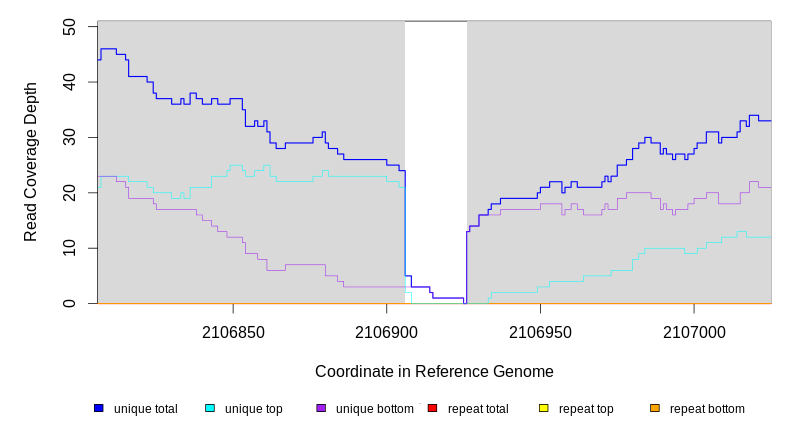 Read Coverage Depth
50
40
30
20
10
0
2106850 2106900 2106950 2107000
Coordinate in Reference Genome
unique total unique top unique bottom repeat total repeat top repeat bottom